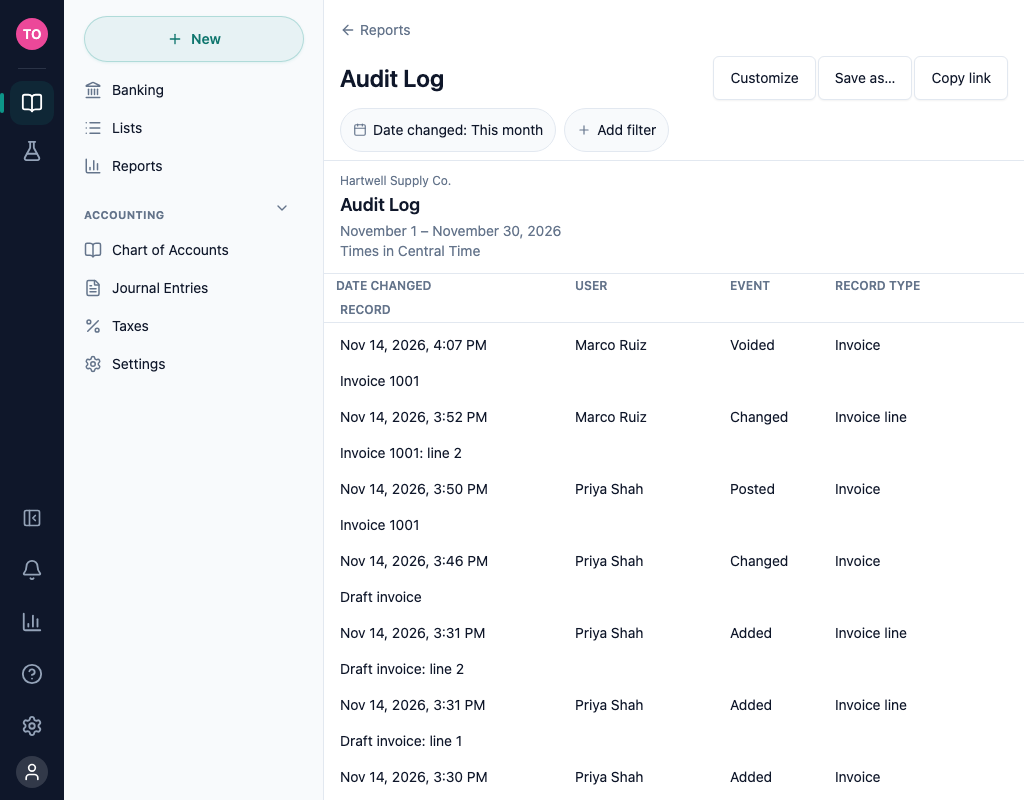 TO
New
Banking
Lists
Reports
ACCOUNTING
Chart of Accounts
Journal Entries
Taxes
Settings
Reports
Audit Log
Customize
Save as...
Copy link
Date changed: This month
Add filter
Hartwell Supply Co.
Audit Log
November 1 – November 30, 2026
Times in Central Time
DATE CHANGED USER EVENT RECORD TYPE
RECORD
Nov 14, 2026, 4:07 PM Marco Ruiz Voided Invoice
Invoice 1001
Nov 14, 2026, 3:52 PM Marco Ruiz Changed Invoice line
Invoice 1001: line 2
Nov 14, 2026, 3:50 PM Priya Shah Posted Invoice
Invoice 1001
Nov 14, 2026, 3:46 PM Priya Shah Changed Invoice
Draft invoice
Nov 14, 2026, 3:31 PM Priya Shah Added Invoice line
Draft invoice: line 2
Nov 14, 2026, 3:31 PM Priya Shah Added Invoice line
Draft invoice: line 1
Nov 14, 2026, 3:30 PM Priya Shah Added Invoice